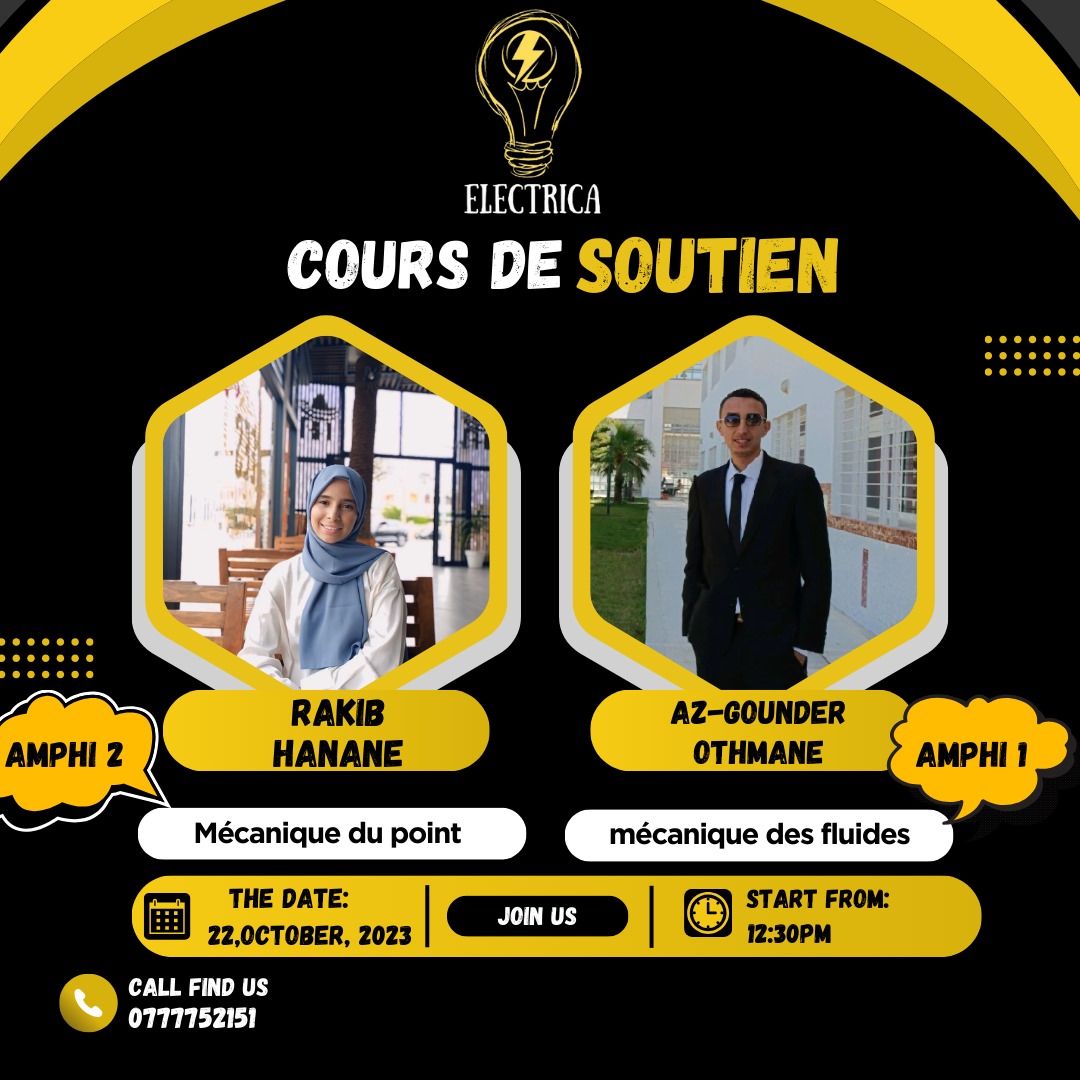 ELECTRICA
COURS DE SOUTIEN
RAKIB
HANANE
AZ-GOUNDER
OTHMANE
AMPHI 2
AMPHI 1
Mécanique du point
mécanique des fluides
THE DATE:
22,OCTOBER, 2023
JOIN US
START FROM:
12:30PM
CALL FIND US
0777752151